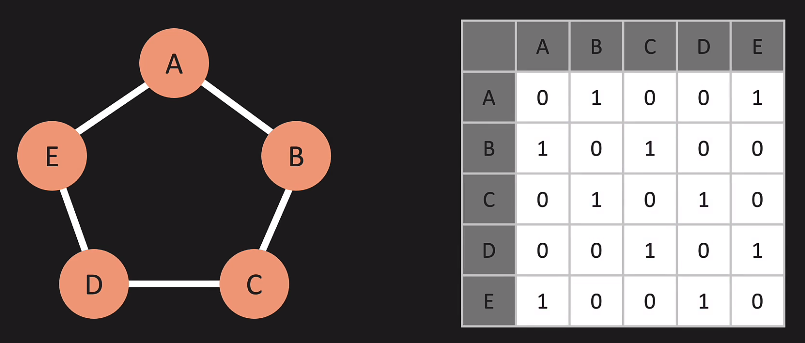 A
E
B
D
C
A B C D E
A 0 1 0 0 1
B 1 0 1 0 0
C 0 1 0 1 0
D 0 0 1 0 1
E 1 0 0 1 0